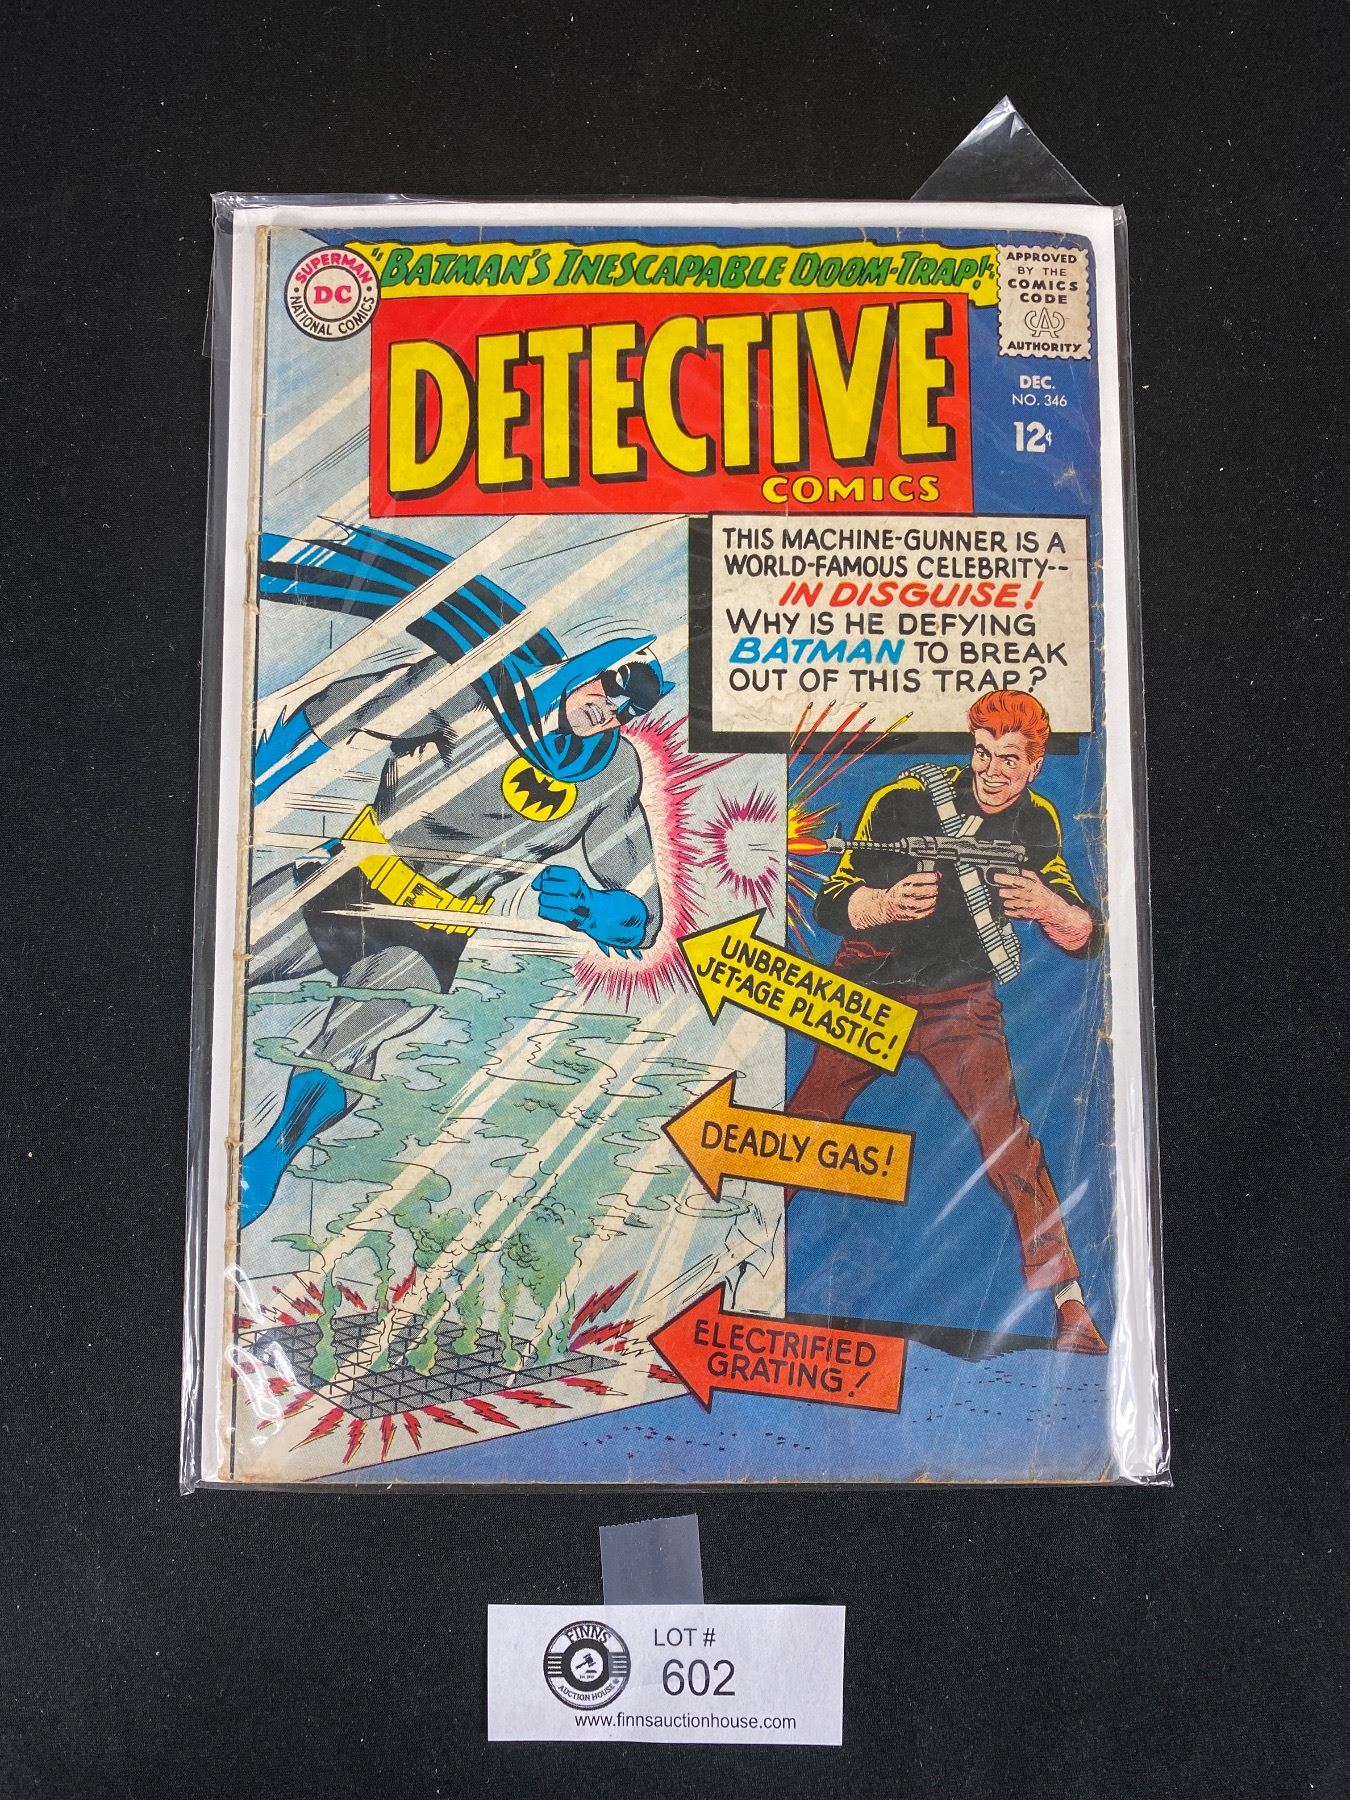 "BATMAN'S INESCAPABLE DOOM-TRAP!"
SUPERMAN
DC
NATIONAL COMICS
APPROVED
BY THE
COMICS
CODE
CA
AUTHORITY
DETECTIVE
COMICS
DEC.
NO. 346
12¢
THIS MACHINE-GUNNER IS A
WORLD-FAMOUS CELEBRITY--
IN DISGUISE!
WHY IS HE DEFYING
BATMAN TO BREAK
OUT OF THIS TRAP?
UNBREAKABLE
JET-AGE PLASTIC!
DEADLY GAS!
ELECTRIFIED
GRATING!
FINNS
AUCTION HOUSE
LOT #
602
www.finnsauctionhouse.com